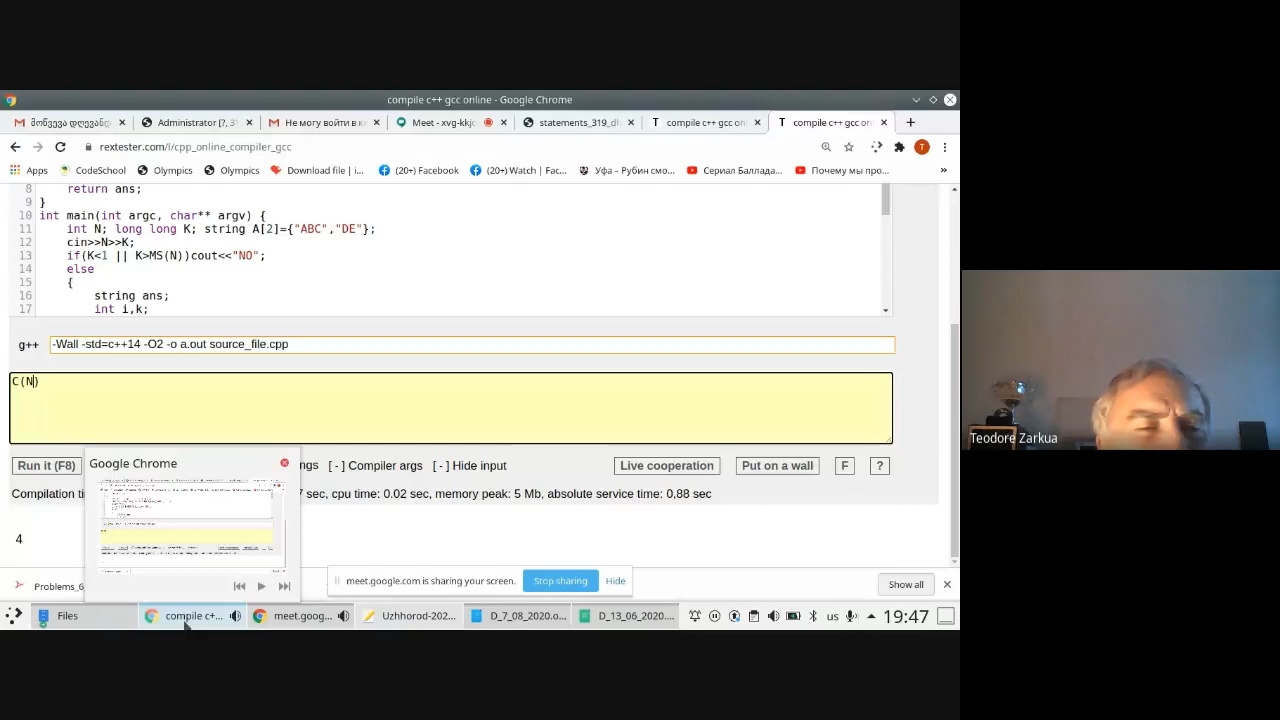 compile c++ gcc online - Google Chrome
მოწვევა დღევანდ
Administrator [?, 3
Не могу войти в к
Meet - xvg-kkjc
statements_319_d
compile c++ gcc on
compile c++ gcc on
rextester.com/l/cpp_online_compiler_gcc
T
Apps
CodeSchool
Olympics
Olympics
Download file | i…
(20+) Facebook
(20+) Watch | Fac…
Уфа – Рубин смо…
Сериал Баллада…
Почему мы про…
»
8 return ans;
9 }
10 int main(int argc, char** argv) {
11 int N; long long K; string A[2]={"ABC","DE"};
12 cin>>N>>K;
13 if(K<1 || K>MS(N))cout<<"NO";
14 else
15 {
16 string ans;
17 int i,k;
g++ -Wall -std=c++14 -O2 -o a.out source_file.cpp
C(N)
Google Chrome
Run it (F8)
ngs [-] Compiler args [-] Hide input
Live cooperation
Put on a wall
F
?
Compilation ti
7 sec, cpu time: 0.02 sec, memory peak: 5 Mb, absolute service time: 0,88 sec
4
Problems_6
meet.google.com is sharing your screen.
Stop sharing
Hide
Show all
Files
compile c+...
meet.goog...
Uzhhorod-202...
D_7_08_2020.o...
D_13_06_2020....
us
19:47
Teodore Zarkua